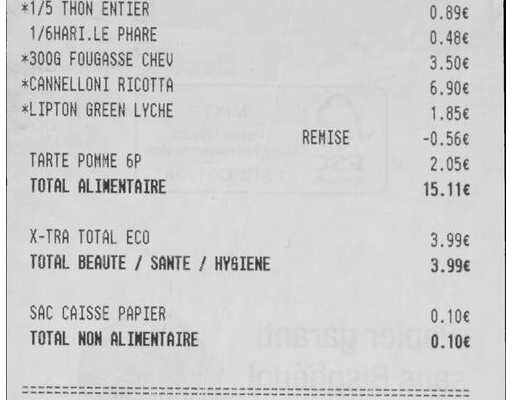 *1/5 THON ENTIER 0.89€
1/6HARI.LE PHARE 0.48€
*300G FOUGASSE CHEV 3.50€
*CANNELLONI RICOTTA 6.90€
*LIPTON GREEN LYCHE 1.85€
REMISE -0.56€
TARTE POMME 6P 2.05€
TOTAL ALIMENTAIRE 15.11€
X-TRA TOTAL ECO 3.99€
TOTAL BEAUTE / SANTE / HYGIENE 3.99€
SAC CAISSE PAPIER 0.10€
TOTAL NON ALIMENTAIRE 0.10€